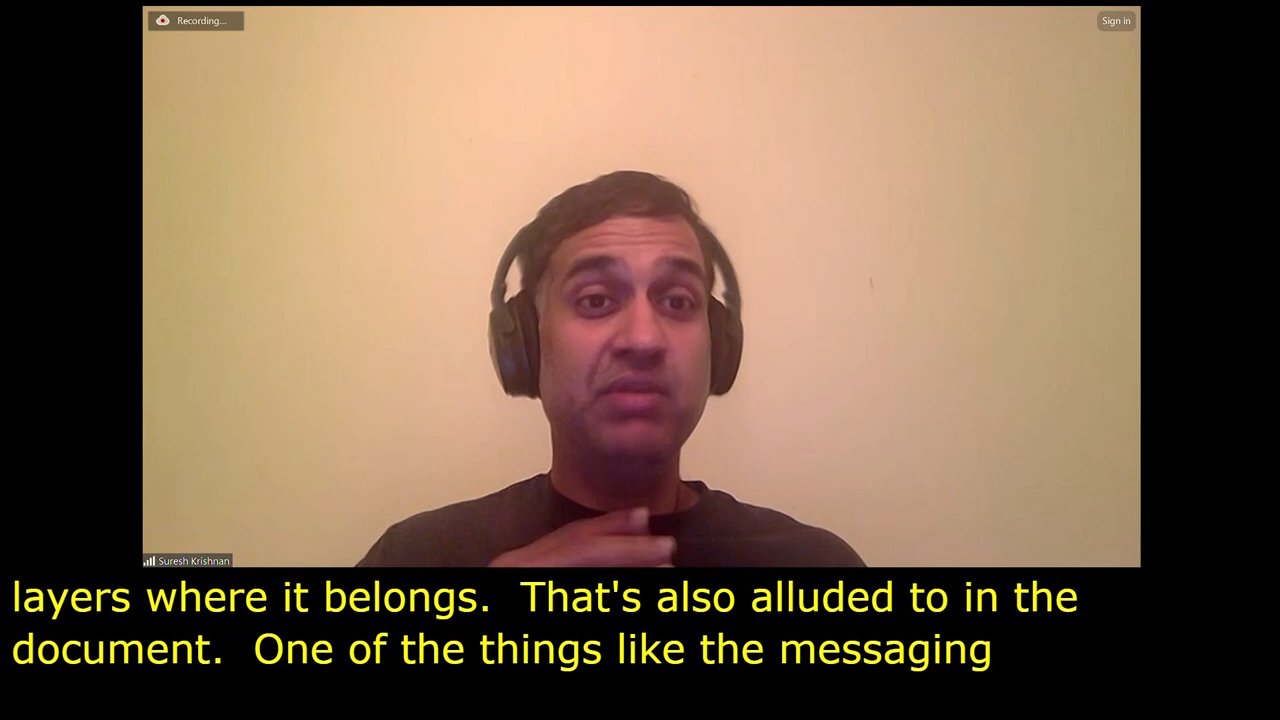 Recording...
Sign in
Suresh Krishnan
layers where it belongs.  That's also alluded to in the
document.  One of the things like the messaging